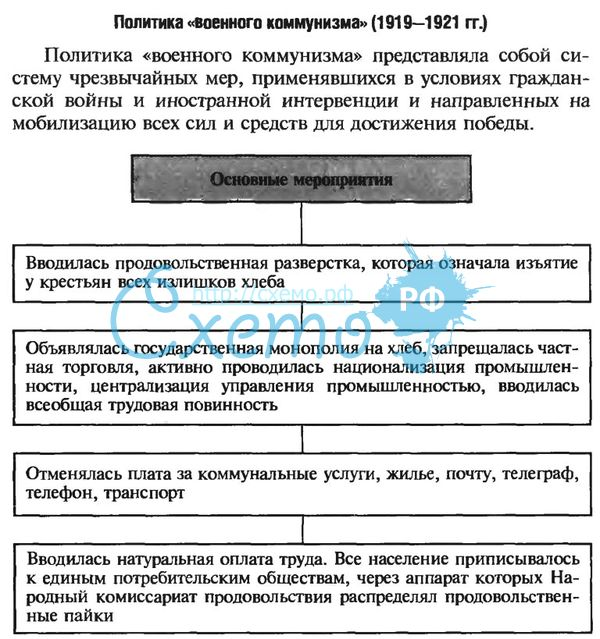 Политика «военного коммунизма» (1919—1921 гг.)
Политика «военного коммунизма» представляла собой си-
стему чрезвычайных мер, применявшихся в условиях граждан-
ской войны и иностранной интервенции и направленных на
мобилизацию всех сил и средств для достижения победы.
Основные мероприятия
Вводилась продовольственная разверстка, которая означала изъятие
у крестьян всех излишков хлеба
http://схемо.рф
Схемо
РФ
Объявлялась государственная монополия на хлеб, запрещалась част-
ная торговля, активно проводилась национализация промышлен-
ности, централизация управления промышленностью, вводилась
всеобщая трудовая повинность
Отменялась плата за коммунальные услуги, жилье, почту, телеграф,
телефон, транспорт
Вводилась натуральная оплата труда. Все население приписывалось
к единым потребительским обществам, через аппарат которых На-
родный комиссариат продовольствия распределял продовольствен-
ные пайки